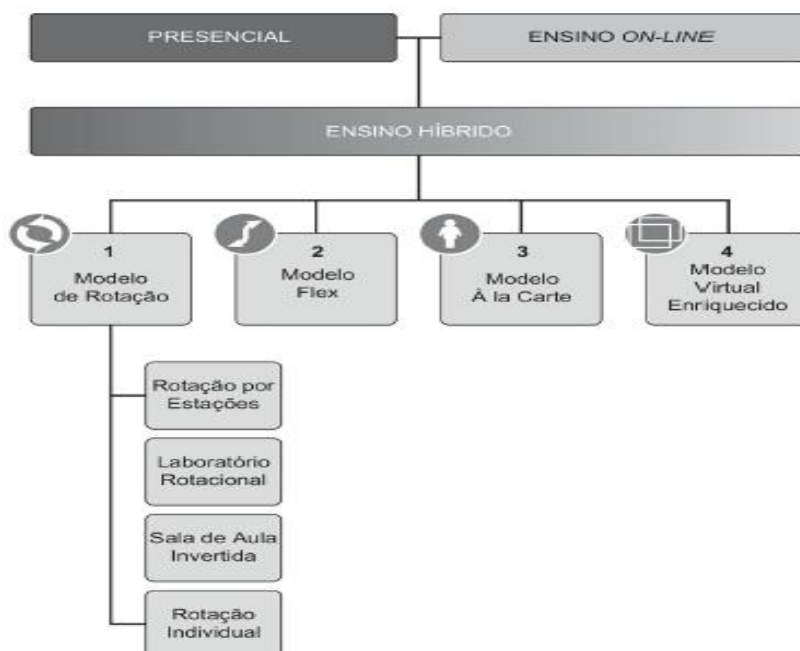 PRESENCIAL
ENSINO ON-LINE
ENSINO HÍBRIDO
1
Modelo
de Rotação
2
Modelo
Flex
3
Modelo
À la Carte
4
Modelo
Virtual
Enriquecido
Rotação por
Estações
Laboratório
Rotacional
Sala de Aula
Invertida
Rotação
Individual